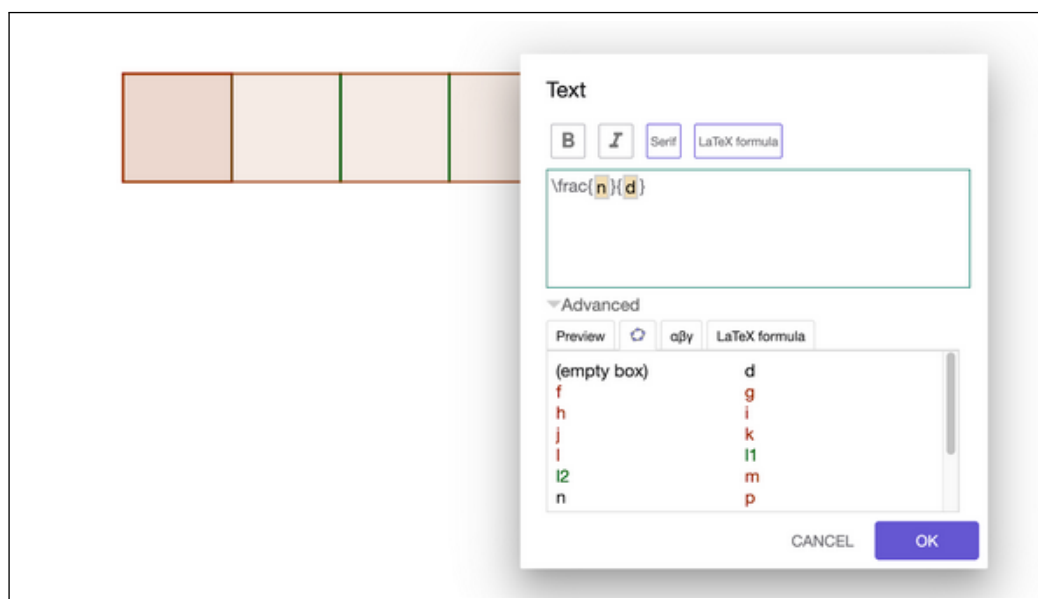 Text
B I Serif LaTeX formula
\frac{n}{d}
Advanced
Preview αβγ LaTeX formula
(empty box) d
f g
h i
j k
l l1
l2 m
n p
CANCEL OK